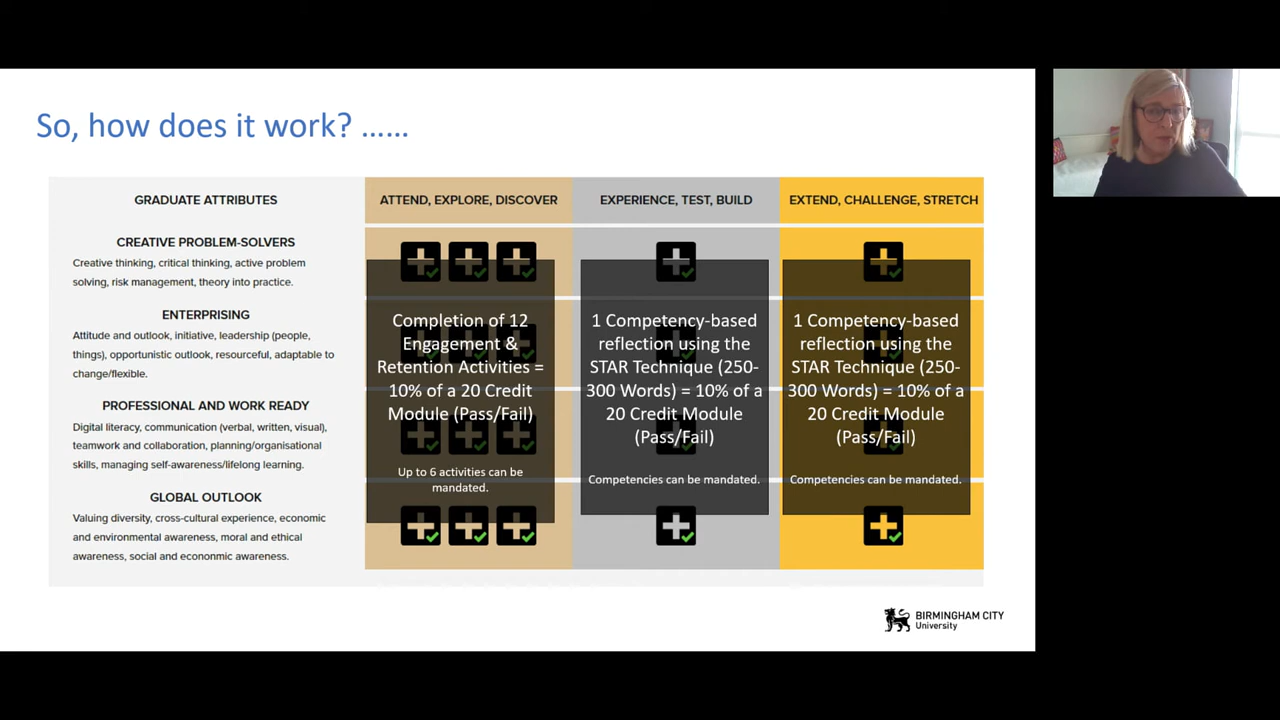 So, how does it work? ……
GRADUATE ATTRIBUTES
ATTEND, EXPLORE, DISCOVER
EXPERIENCE, TEST, BUILD
EXTEND, CHALLENGE, STRETCH
CREATIVE PROBLEM-SOLVERS
Creative thinking, critical thinking, active problem
solving, risk management, theory into practice.
ENTERPRISING
Attitude and outlook, initiative, leadership (people,
things), opportunistic outlook, resourceful, adaptable to
change/flexible.
PROFESSIONAL AND WORK READY
Digital literacy, communication (verbal, written, visual),
teamwork and collaboration, planning/organisational
skills, managing self-awareness/lifelong learning.
GLOBAL OUTLOOK
Valuing diversity, cross-cultural experience, economic
and environmental awareness, moral and ethical
awareness, social and econonmic awareness.
Completion of 12
Engagement &
Retention Activities =
10% of a 20 Credit
Module (Pass/Fail)
Up to 6 activities can be
mandated.
1 Competency-based
reflection using the
STAR Technique (250-
300 Words) = 10% of a
20 Credit Module
(Pass/Fail)
Competencies can be mandated.
1 Competency-based
reflection using the
STAR Technique (250-
300 Words) = 10% of a
20 Credit Module
(Pass/Fail)
Competencies can be mandated.
BIRMINGHAM CITY
University